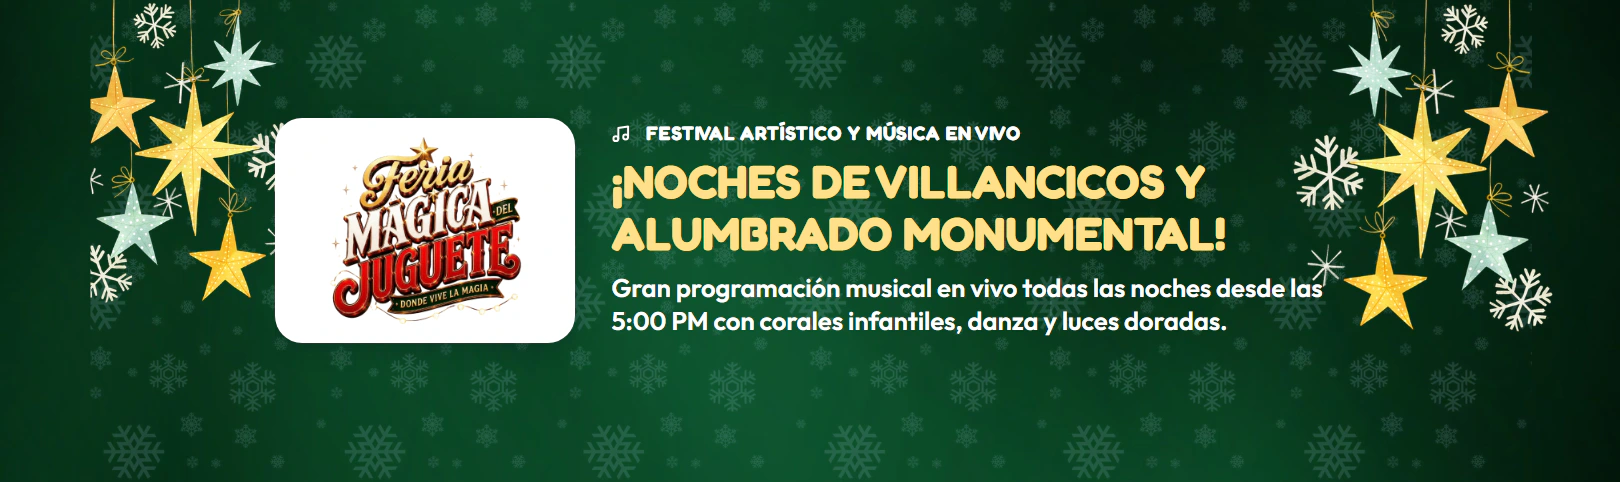 Feria
MÁGICA
DEL
JUGUETE
· DONDE VIVE LA MAGIA ·
FESTIVAL ARTÍSTICO Y MÚSICA EN VIVO
¡NOCHES DE VILLANCICOS Y
ALUMBRADO MONUMENTAL!
Gran programación musical en vivo todas las noches desde las
5:00 PM con corales infantiles, danza y luces doradas.